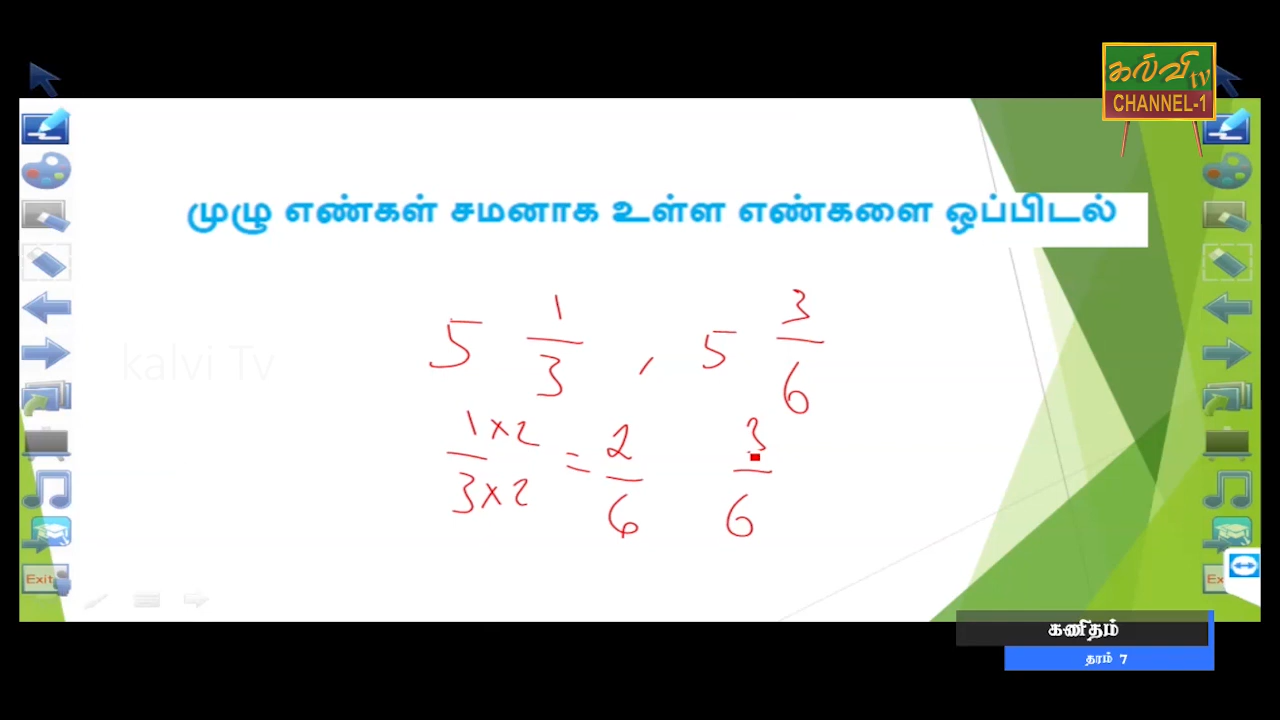 கல்வி tv
CHANNEL-1
முழு எண்கள் சமனாக உள்ள எண்களை ஒப்பிடல்
kalvi Tv
5 1/3 , 5 3/6
1×2/3×2 = 2/6 3/6
Exit
Ex
கணிதம்
தரம் 7